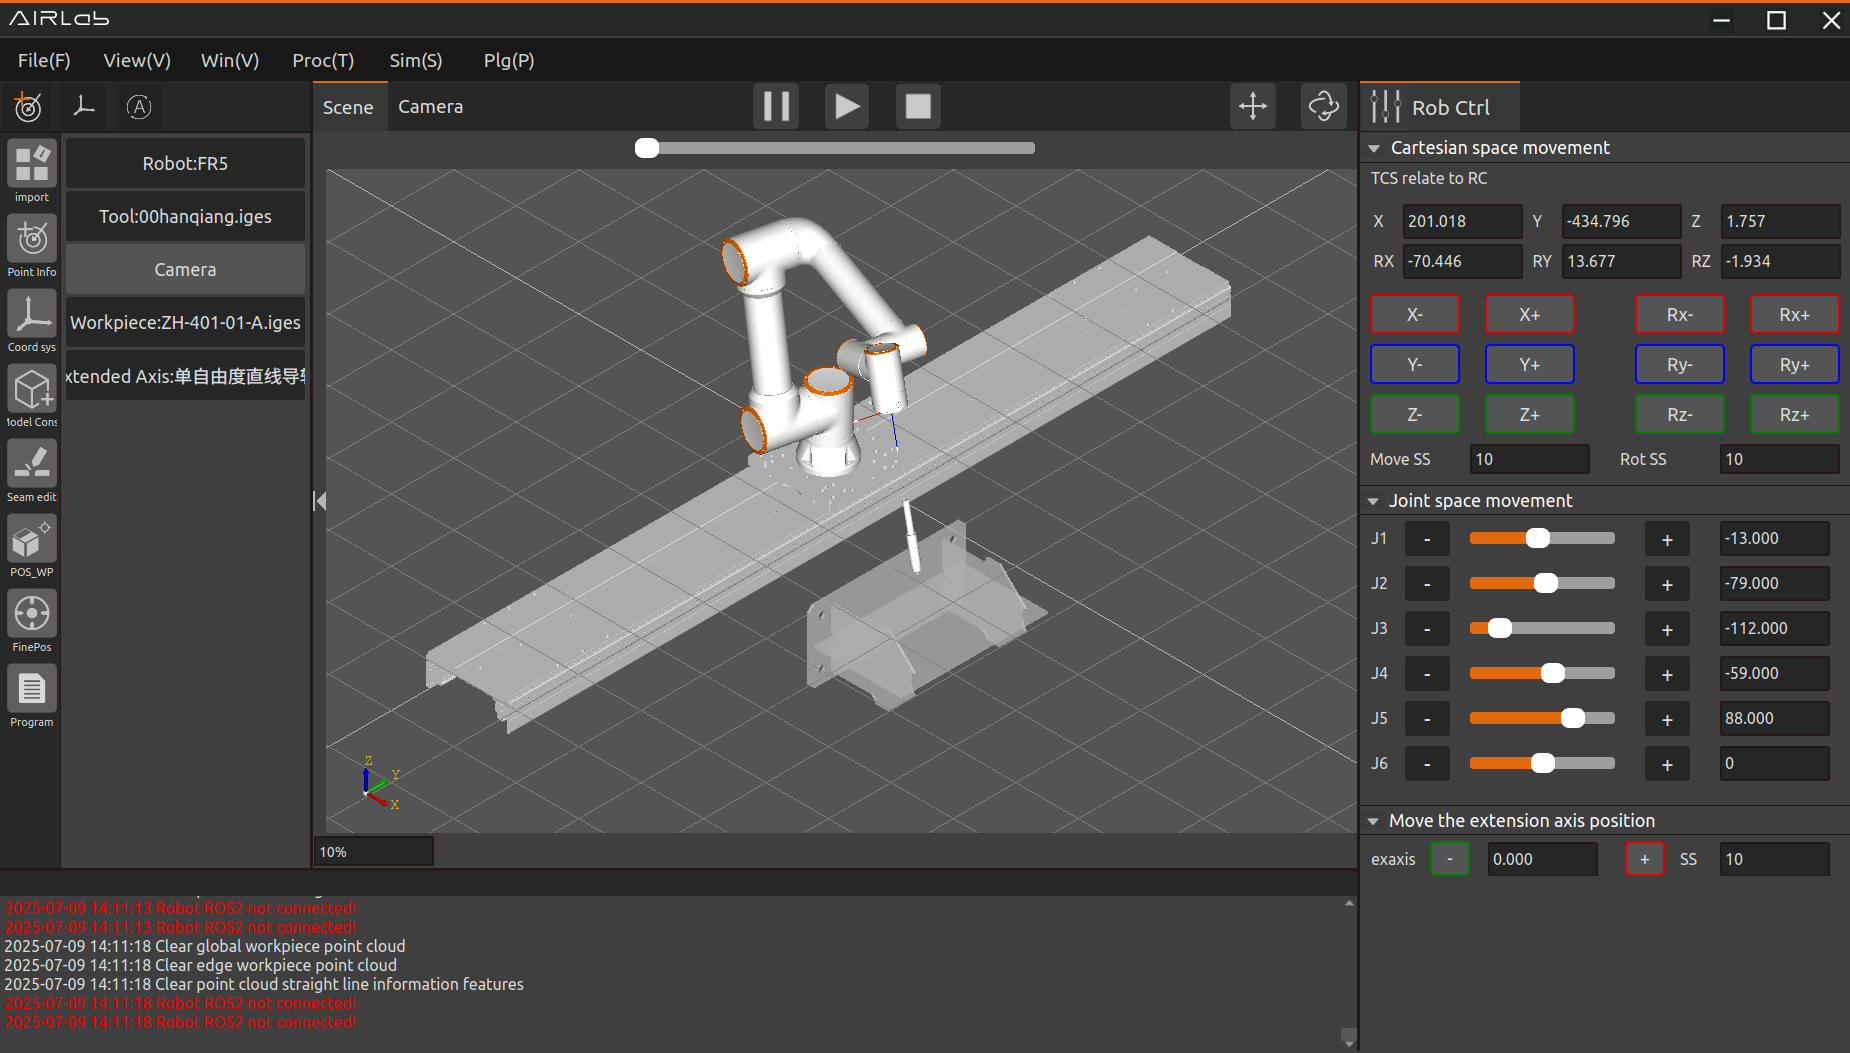 AIRLab
File(F) View(V) Win(V) Proc(T) Sim(S) Plg(P)
Scene Camera
Rob Ctrl
import
Point Info
Coord sys
Seam edit
POS_WP
FinePos
Program
Robot:FR5
Tool:00hanqiang.iges
Camera
Workpiece:ZH-401-01-A.iges
xtended Axis:单自由度直线导
Z
Y
X
10%
Cartesian space movement
TCS relate to RC
X 201.018 Y -434.796 Z 1.757
RX -70.446 RY 13.677 RZ -1.934
X- X+ Rx- Rx+
Y- Y+ Ry- Ry+
Z- Z+ Rz- Rz+
Move SS 10 Rot SS 10
Joint space movement
J1 - + -13.000
J2 - + -79.000
J3 - + -112.000
J4 - + -59.000
J5 - + 88.000
J6 - + 0
Move the extension axis position
exaxis - 0.000 + SS 10
2025-07-09 14:11:13 Robot ROS2 not connected!
2025-07-09 14:11:13 Robot ROS2 not connected!
2025-07-09 14:11:18 Clear global workpiece point cloud
2025-07-09 14:11:18 Clear edge workpiece point cloud
2025-07-09 14:11:18 Clear point cloud straight line information features
2025-07-09 14:11:18 Robot ROS2 not connected!
2025-07-09 14:11:18 Robot ROS2 not connected!